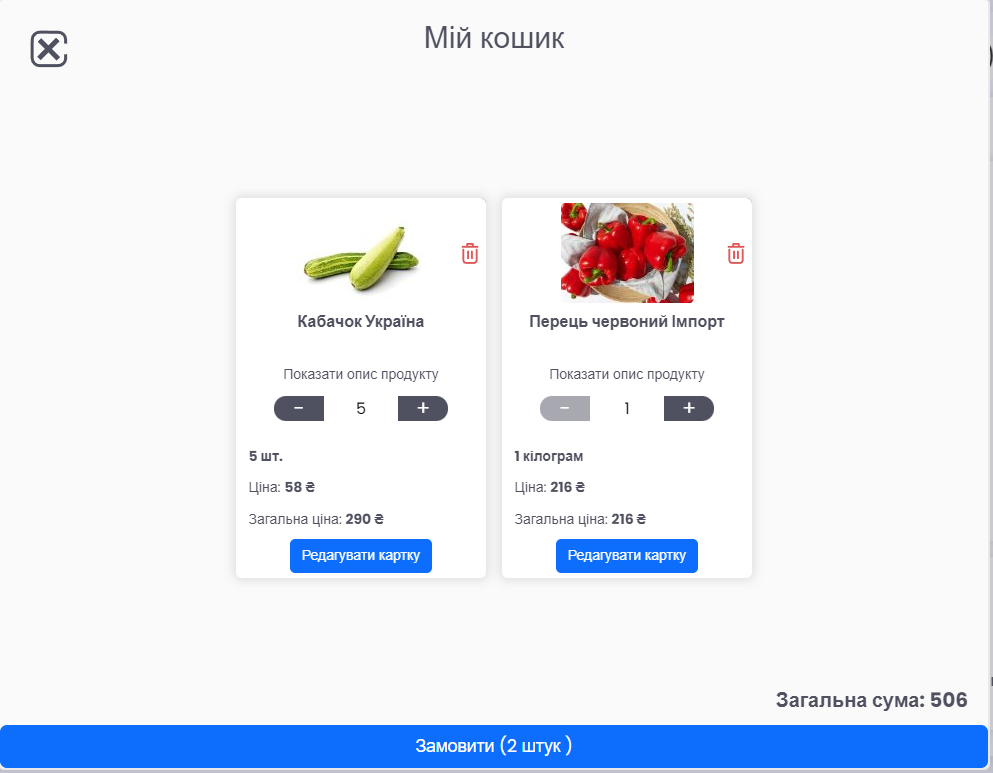 Мій кошик
Кабачок Україна
Показати опис продукту
− 5 +
5 шт.
Ціна: 58 ₴
Загальна ціна: 290 ₴
Редагувати картку
Перець червоний Імпорт
Показати опис продукту
− 1 +
1 кілограм
Ціна: 216 ₴
Загальна ціна: 216 ₴
Редагувати картку
Загальна сума: 506
Замовити (2 штук )